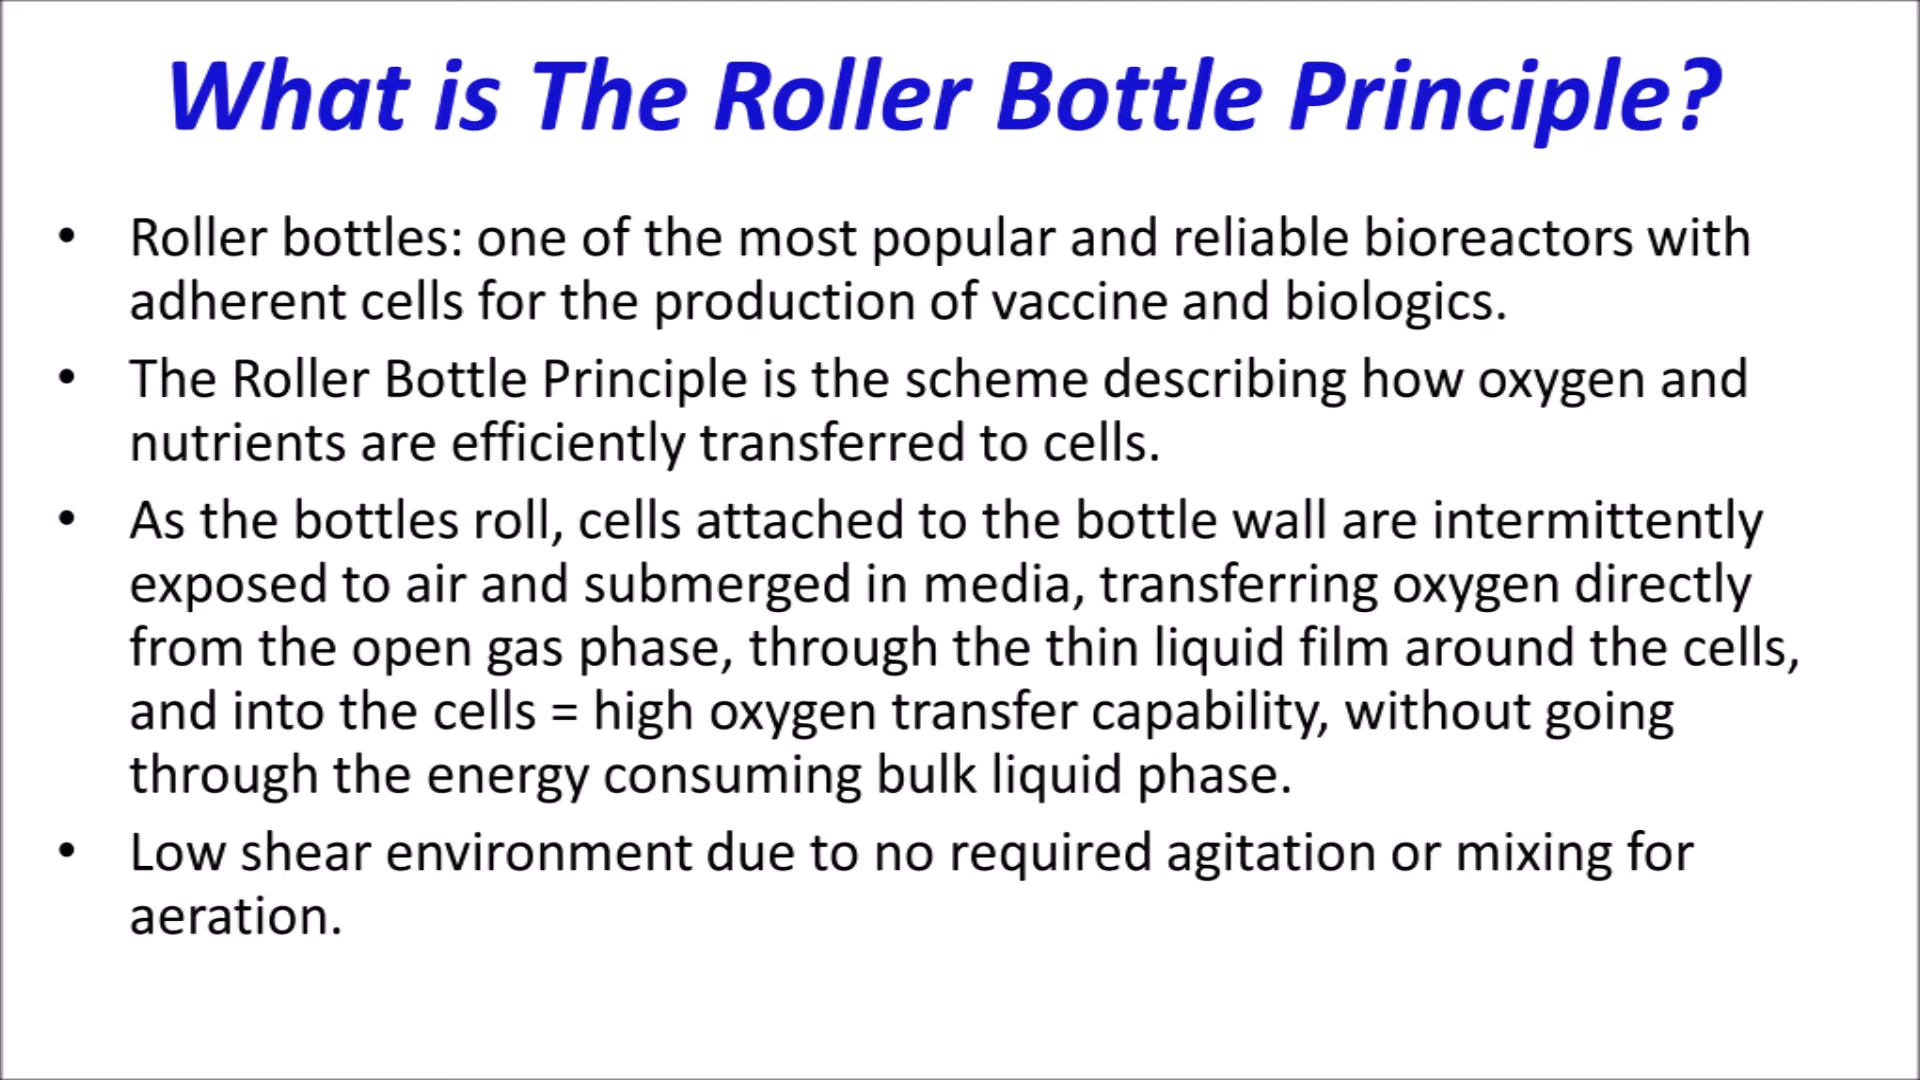 What is The Roller Bottle Principle?
• Roller bottles: one of the most popular and reliable bioreactors with
adherent cells for the production of vaccine and biologics.
• The Roller Bottle Principle is the scheme describing how oxygen and
nutrients are efficiently transferred to cells.
• As the bottles roll, cells attached to the bottle wall are intermittently
exposed to air and submerged in media, transferring oxygen directly
from the open gas phase, through the thin liquid film around the cells,
and into the cells = high oxygen transfer capability, without going
through the energy consuming bulk liquid phase.
• Low shear environment due to no required agitation or mixing for
aeration.